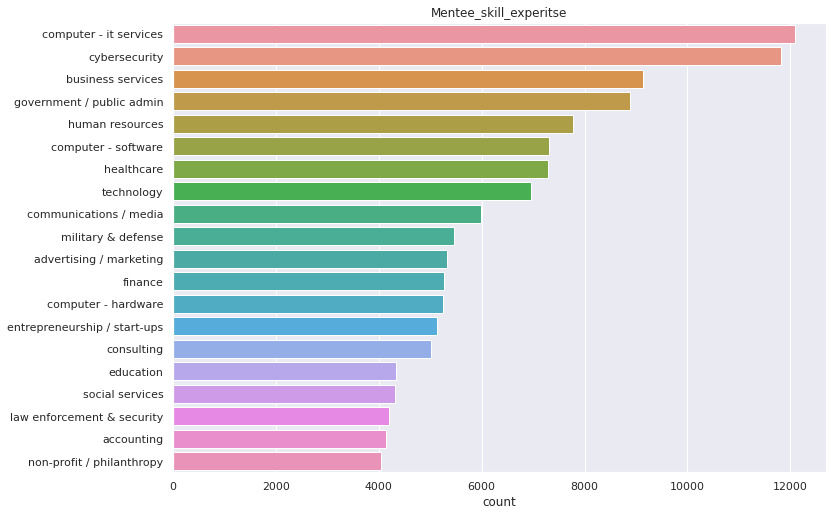 Mentee_skill_experitse
computer - it services
cybersecurity
business services
government / public admin
human resources
computer - software
healthcare
technology
communications / media
military & defense
advertising / marketing
finance
computer - hardware
entrepreneurship / start-ups
consulting
education
social services
law enforcement & security
accounting
non-profit / philanthropy
0 2000 4000 6000 8000 10000 12000
count